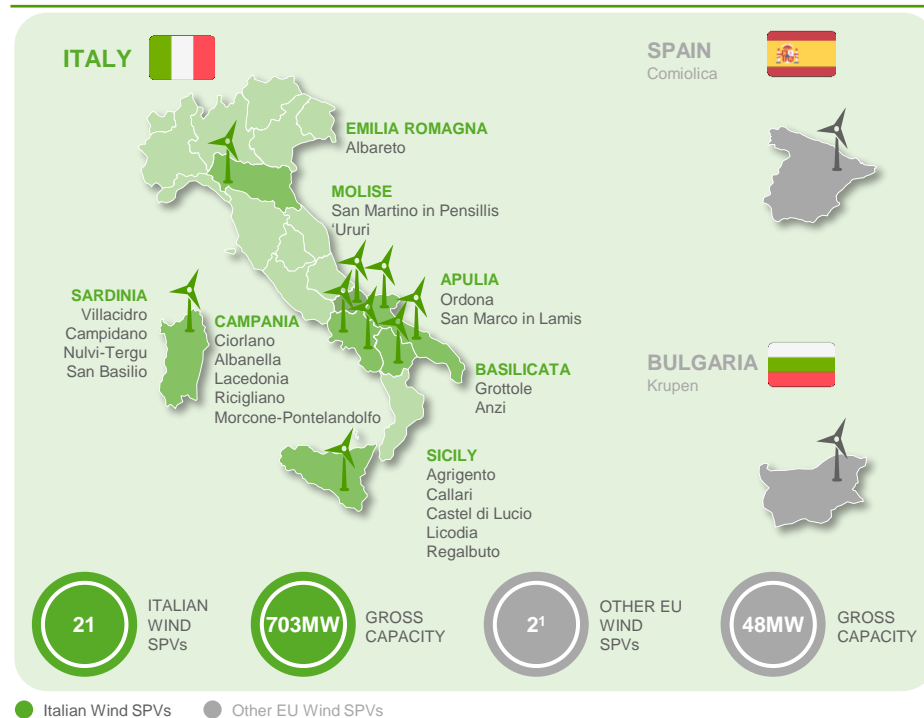 ITALY
SPAIN
Comiolica
EMILIA ROMAGNA
Albareto
MOLISE
San Martino in Pensillis
‘Ururi
APULIA
Ordona
San Marco in Lamis
SARDINIA
Villacidro
Campidano
Nulvi-Tergu
San Basilio
CAMPANIA
Ciorlano
Albanella
Lacedonia
Ricigliano
Morcone-Pontelandolfo
BASILICATA
Grottole
Anzi
BULGARIA
Krupen
SICILY
Agrigento
Callari
Castel di Lucio
Licodia
Regalbuto
21
ITALIAN
WIND
SPVs
703MW
GROSS
CAPACITY
2¹
OTHER EU
WIND
SPVs
48MW
GROSS
CAPACITY
Italian Wind SPVs
Other EU Wind SPVs